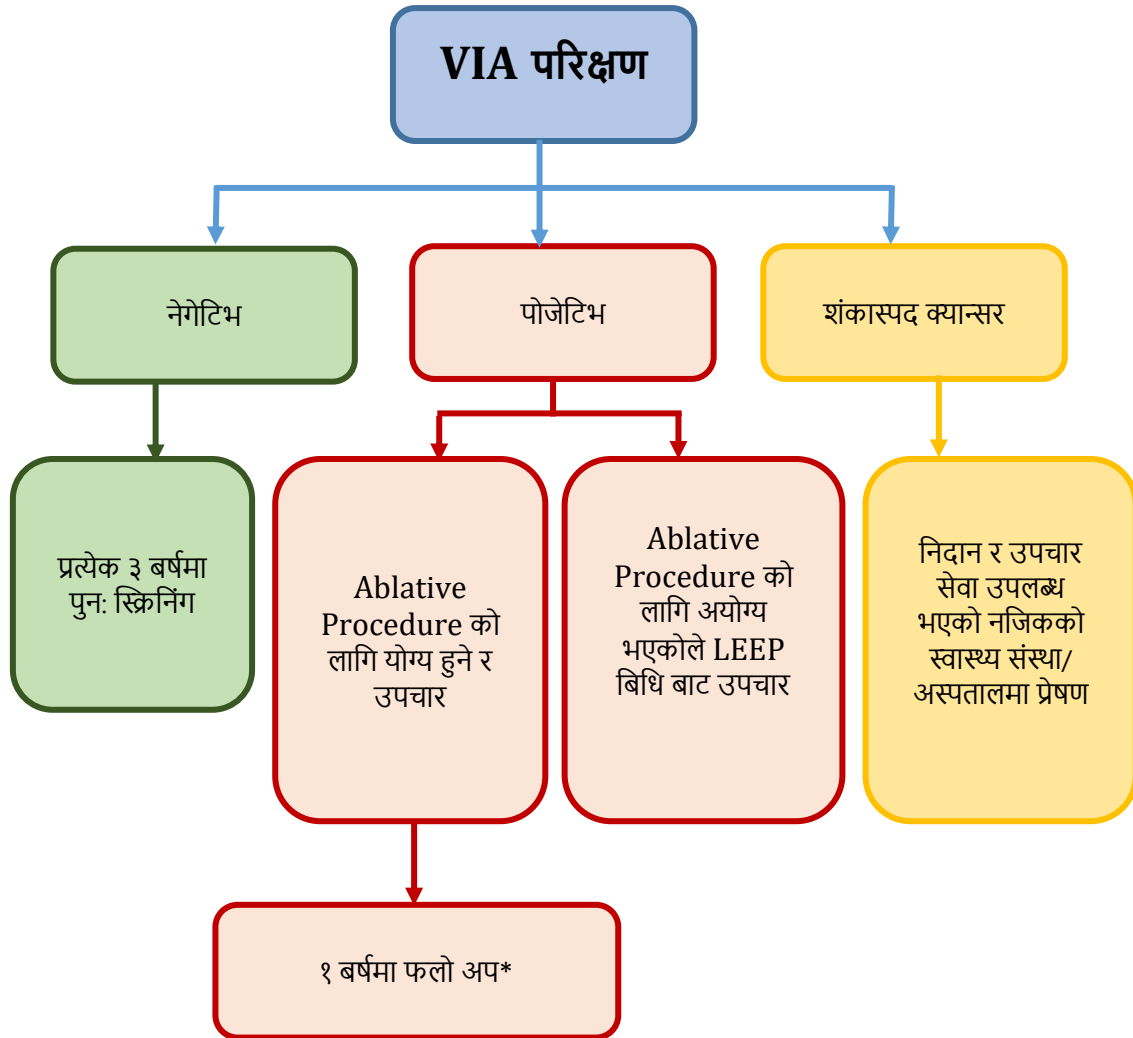 VIA परिक्षण
नेगेटिभ
पोजेटिभ
शंकास्पद क्यान्सर
प्रत्येक ३ बर्षमा
पुन: स्क्रिनिंग
Ablative
Procedure को
लागि योग्य हुने र
उपचार
Ablative
Procedure को
लागि अयोग्य
भएकोले LEEP
बिधि बाट उपचार
निदान र उपचार
सेवा उपलब्ध
भएको नजिकको
स्वास्थ्य संस्था/
अस्पतालमा प्रेषण
१ बर्षमा फलो अप*